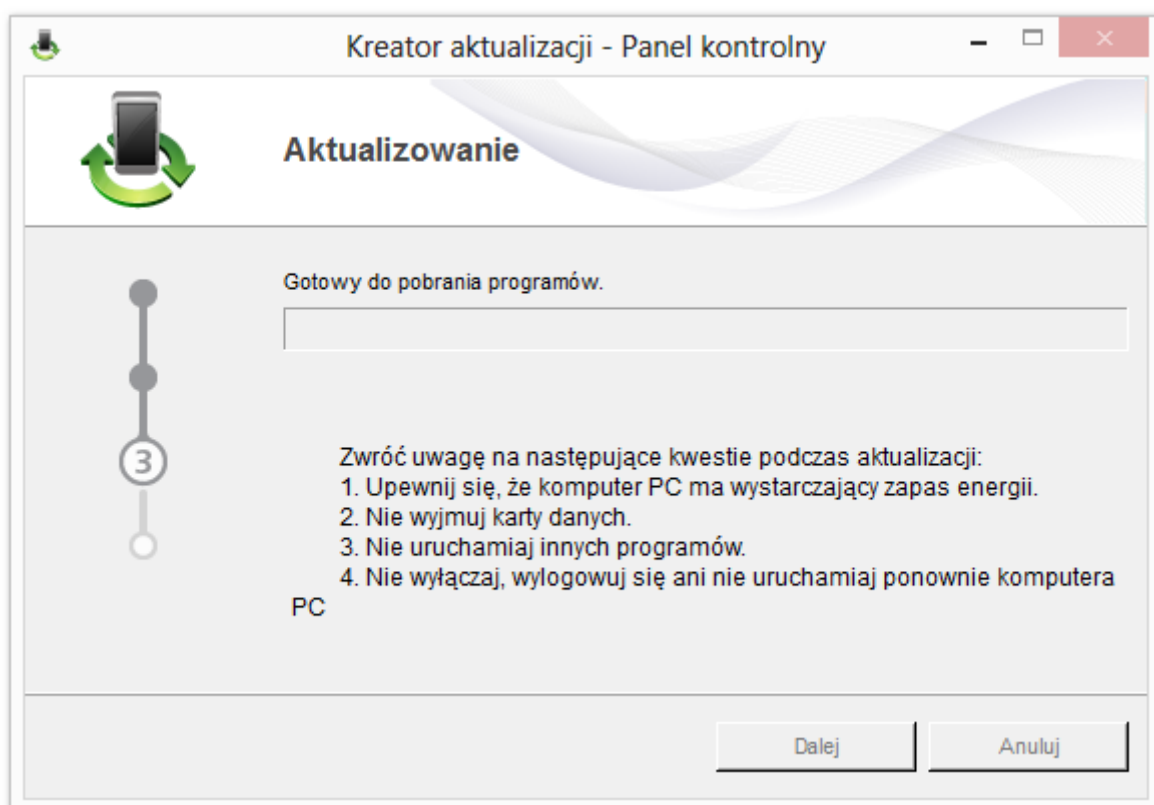 Kreator aktualizacji - Panel kontrolny
Aktualizowanie
Gotowy do pobrania programów.
3
Zwróć uwagę na następujące kwestie podczas aktualizacji:
1. Upewnij się, że komputer PC ma wystarczający zapas energii.
2. Nie wyjmuj karty danych.
3. Nie uruchamiaj innych programów.
4. Nie wyłączaj, wylogowuj się ani nie uruchamiaj ponownie komputera
PC
Dalej
Anuluj